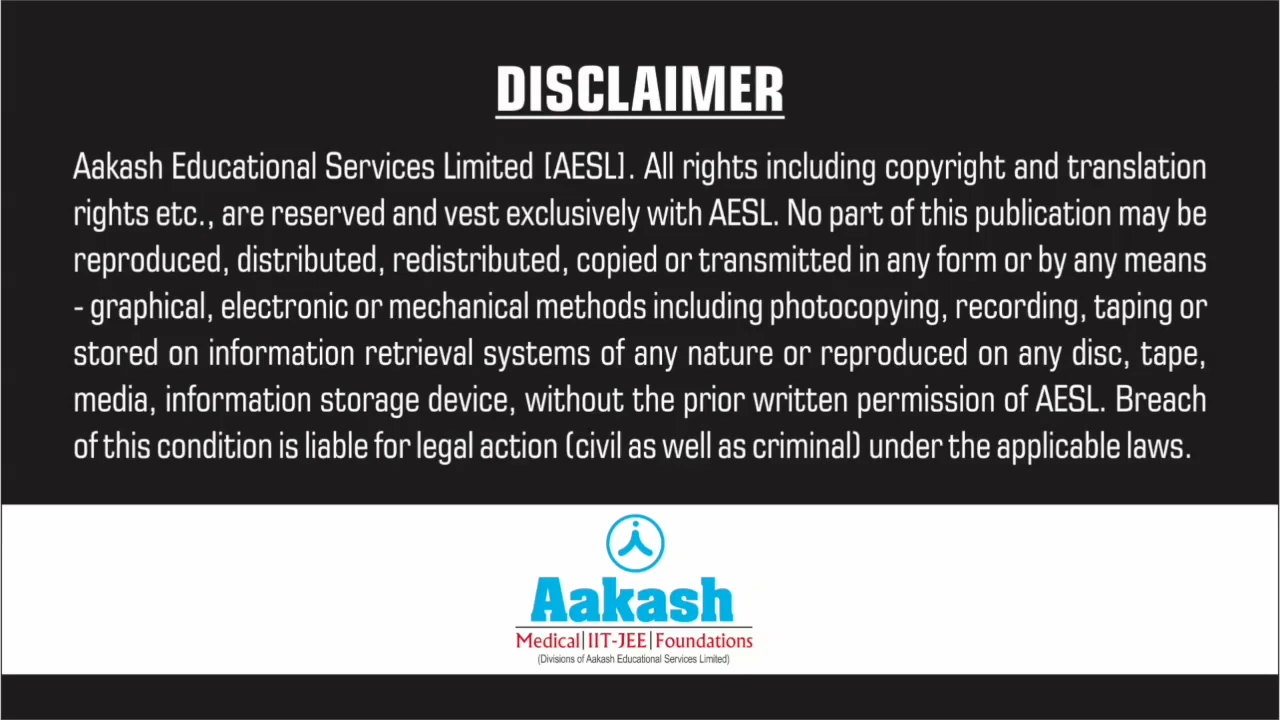 DISCLAIMER
Aakash Educational Services Limited [AESL]. All rights including copyright and translation
rights etc., are reserved and vest exclusively with AESL. No part of this publication may be
reproduced, distributed, redistributed, copied or transmitted in any form or by any means
- graphical, electronic or mechanical methods including photocopying, recording, taping or
stored on information retrieval systems of any nature or reproduced on any disc, tape,
media, information storage device, without the prior written permission of AESL. Breach
of this condition is liable for legal action (civil as well as criminal) under the applicable laws.
Aakash
Medical|IIT-JEE|Foundations
(Divisions of Aakash Educational Services Limited)